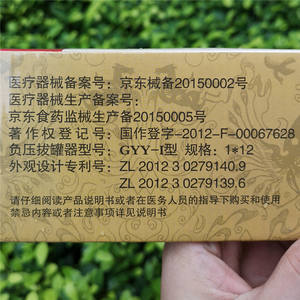 医疗器械备案号：京东械备20150002号
医疗器械生产备案号：
京东食药监械生产备20150005号
著作权登记号：国作登字-2012-F-00067628
负压拔罐器型号：GYY-I型 规格：1*12
外观设计专利号：ZL 2012 3 0279140.9
ZL 2012 3 0279139.6
请仔细阅读产品说明书或者在医务人员的指导下购买和使用
禁忌内容或者注意事项详见说明书